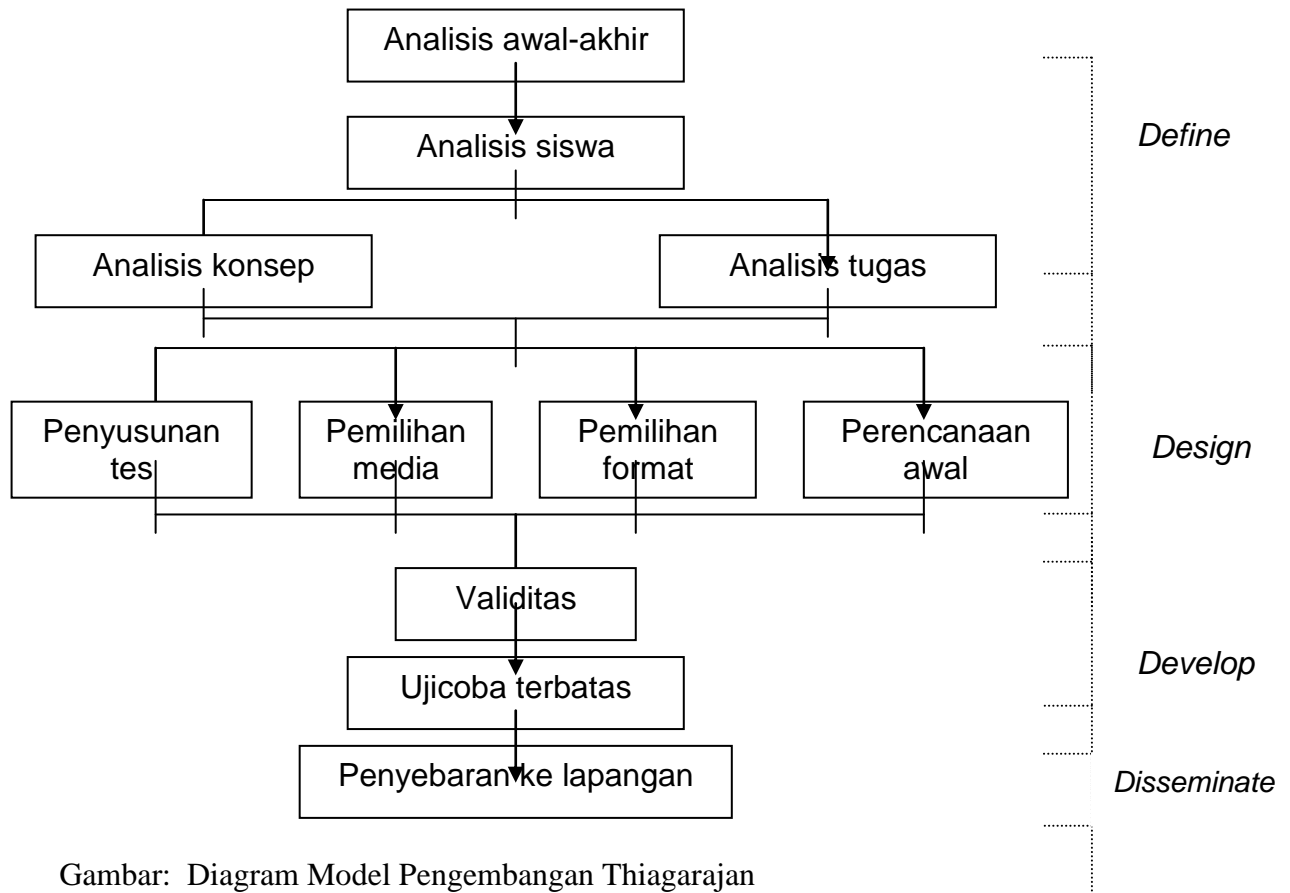 Analisis awal-akhir
Analisis siswa
Define
Analisis konsep
Analisis tugas
Penyusunan
tes
Pemilihan
media
Pemilihan
format
Perencanaan
awal
Design
Validitas
Ujicoba terbatas
Develop
Penyebaran ke lapangan
Disseminate
Gambar: Diagram Model Pengembangan Thiagarajan